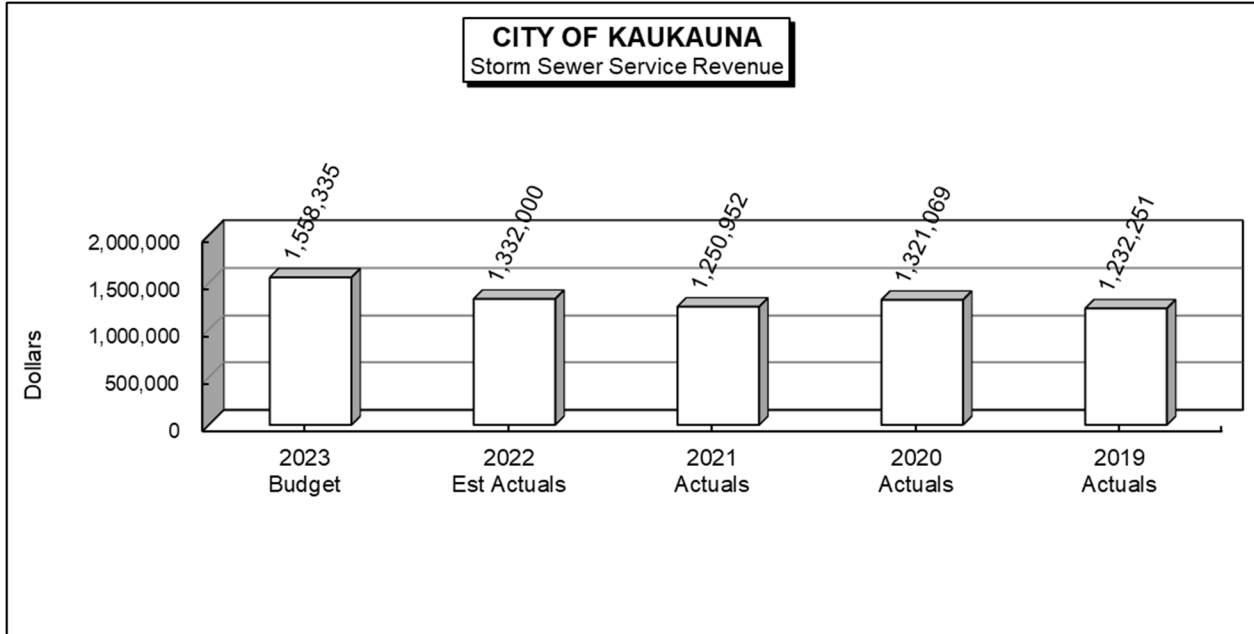 CITY OF KAUKAUNA
Storm Sewer Service Revenue
1,558,335
1,332,000
1,250,952
1,321,069
1,232,251
2,000,000
1,500,000
1,000,000
500,000
0
Dollars
2023
Budget
2022
Est Actuals
2021
Actuals
2020
Actuals
2019
Actuals